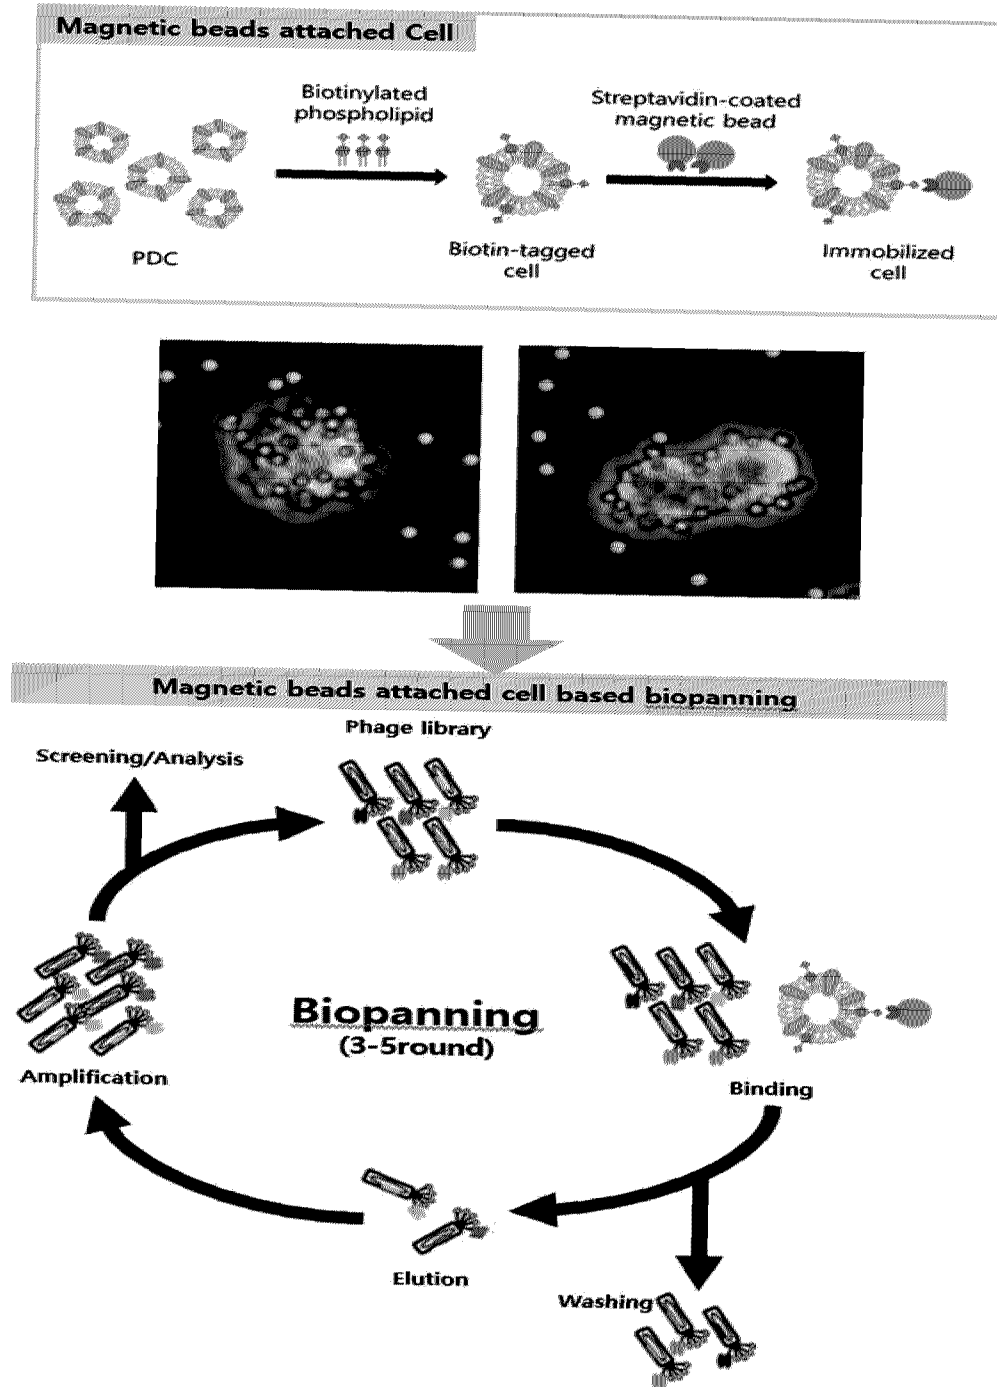 Magnetic beads attached Cell
Biotinylated
phospholipid
Streptavidin-coated
magnetic bead
PDC
Biotin-tagged
cell
Immobilized
cell
Magnetic beads attached cell based biopanning
Phage library
Screening/Analysis
Biopanning
(3-5round)
Amplification
Binding
Elution
Washing